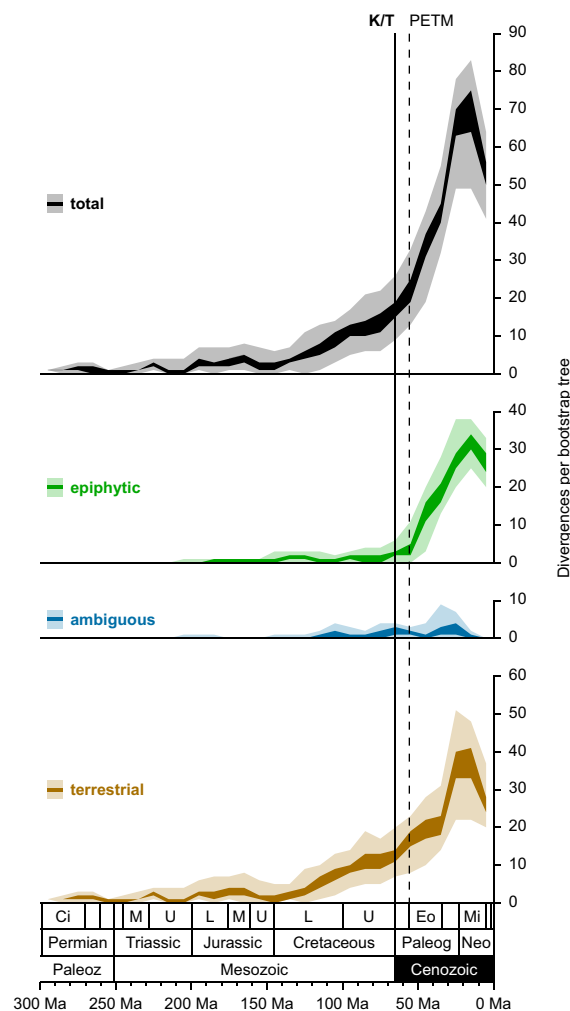 K/T PETM
90
80
70
60
50
40
30
20
10
0
total
Divergences per bootstrap tree
40
30
20
10
0
epiphytic
10
0
ambiguous
60
50
40
30
20
10
0
terrestrial
Ci M U L M U L U Eo Mi
Permian Triassic Jurassic Cretaceous Paleog Neo
Paleoz Mesozoic Cenozoic
300 Ma 250 Ma 200 Ma 150 Ma 100 Ma 50 Ma 0 Ma